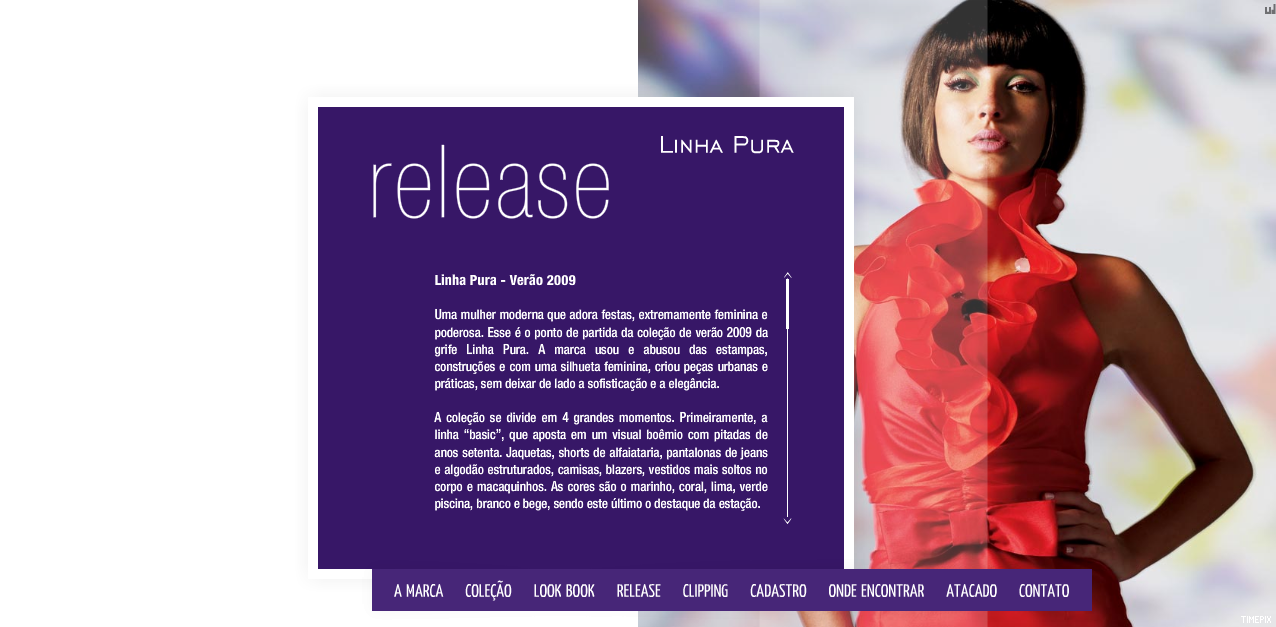 LINHA PURA
release
Linha Pura - Verão 2009
Uma mulher moderna que adora festas, extremamente feminina e
poderosa. Esse é o ponto de partida da coleção de verão 2009 da
grife Linha Pura. A marca usou e abusou das estampas,
construções e com uma silhueta feminina, criou peças urbanas e
práticas, sem deixar de lado a sofisticação e a elegância.
A coleção se divide em 4 grandes momentos. Primeiramente, a
linha “basic”, que aposta em um visual boêmio com pitadas de
anos setenta. Jaquetas, shorts de alfaiataria, pantalonas de jeans
e algodão estruturados, camisas, blazers, vestidos mais soltos no
corpo e macaquinhos. As cores são o marinho, coral, lima, verde
piscina, branco e bege, sendo este último o destaque da estação.
A MARCA COLEÇÃO LOOK BOOK RELEASE CLIPPING CADASTRO ONDE ENCONTRAR ATACADO CONTATO
TIMEPIX